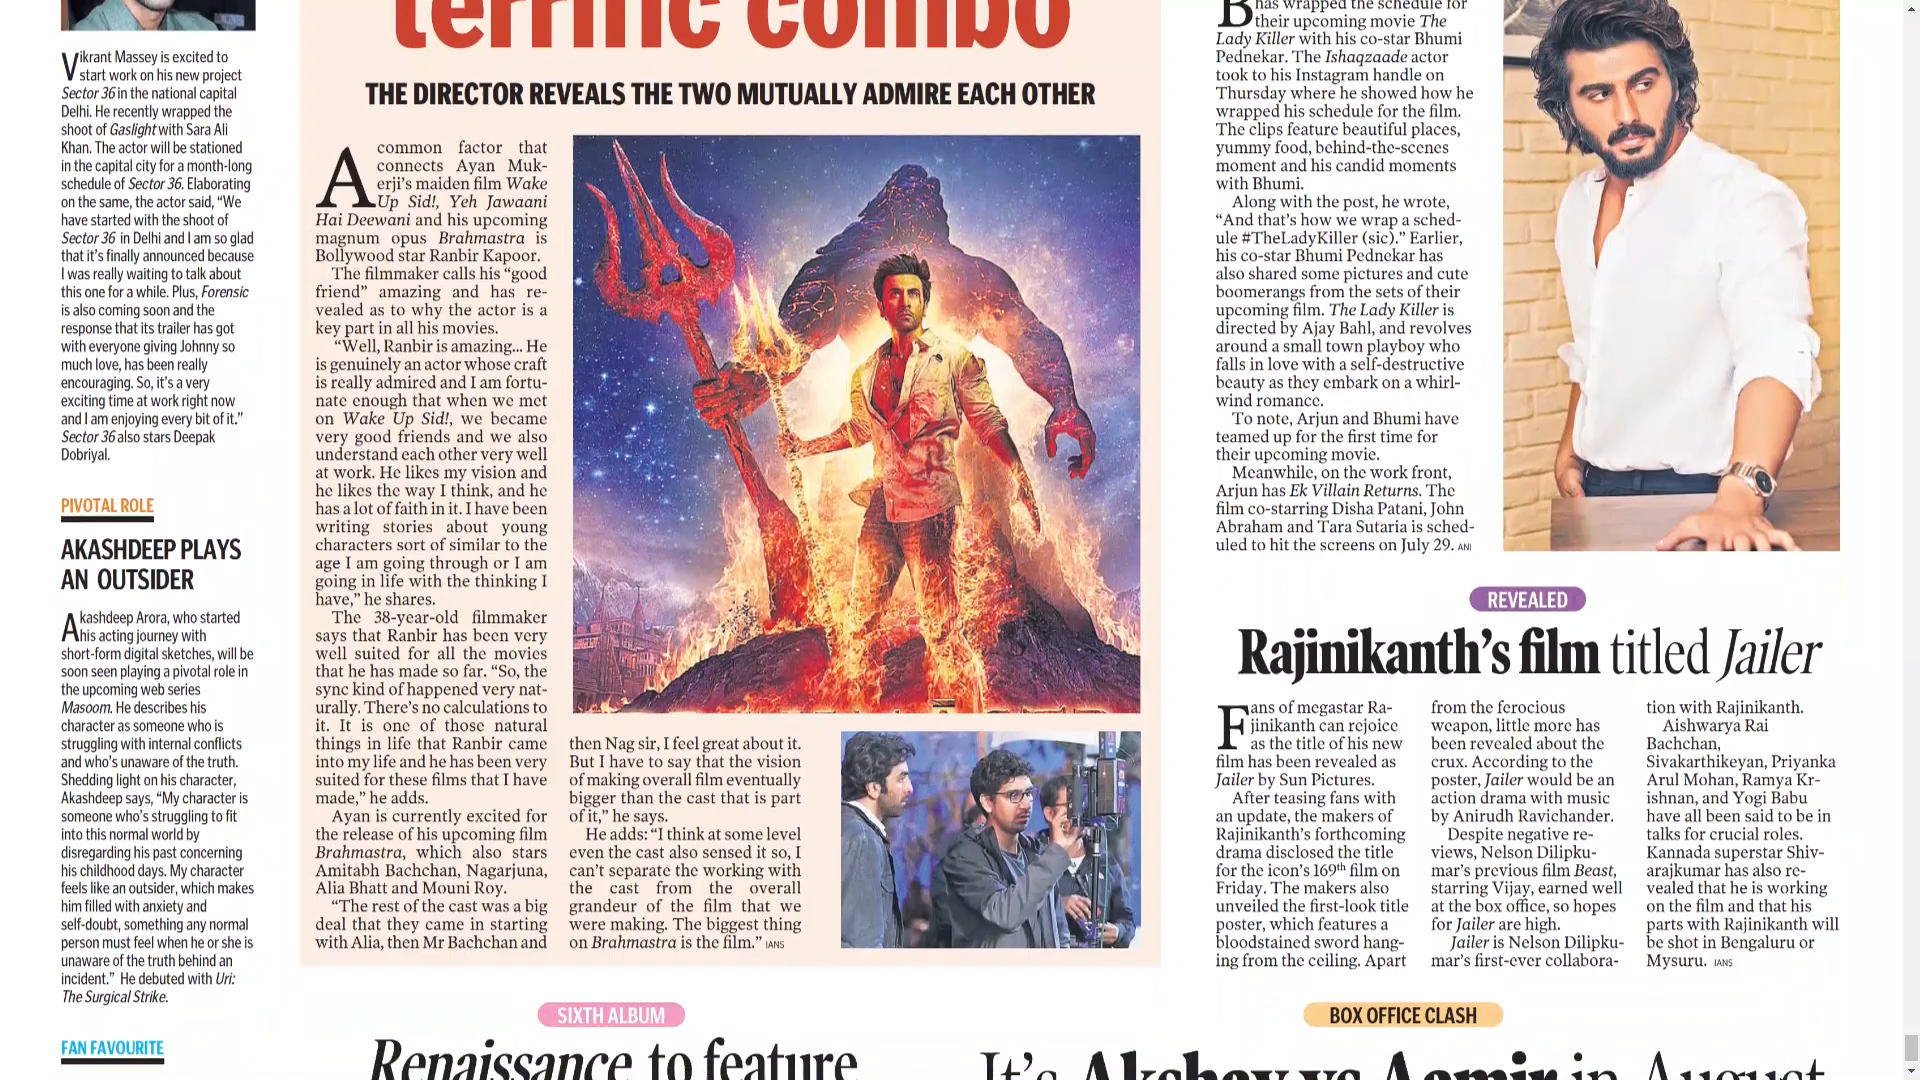 Vikrant Massey is excited to
start work on his new project
Sector 36 in the national capital
Delhi. He recently wrapped the
shoot of Gaslight with Sara Ali
Khan. The actor will be stationed
in the capital city for a month-long
schedule of Sector 36. Elaborating
on the same, the actor said, “We
have started with the shoot of
Sector 36 in Delhi and I am so glad
that it’s finally announced because
I was really waiting to talk about
this one for a while. Plus, Forensic
is also coming soon and the
response that its trailer has got
with everyone giving Johnny so
much love, has been really
encouraging. So, it’s a very
exciting time at work right now
and I am enjoying every bit of it.”
Sector 36 also stars Deepak
Dobriyal.
PIVOTAL ROLE
AKASHDEEP PLAYS
AN OUTSIDER
Akashdeep Arora, who started
his acting journey with
short-form digital sketches, will be
soon seen playing a pivotal role in
the upcoming web series
Masoom. He describes his
character as someone who is
struggling with internal conflicts
and who’s unaware of the truth.
Shedding light on his character,
Akashdeep says, “My character is
someone who’s struggling to fit
into this normal world by
disregarding his past concerning
his childhood days. My character
feels like an outsider, which makes
him filled with anxiety and
self-doubt, something any normal
person must feel when he or she is
unaware of the truth behind an
incident.” He debuted with Uri:
The Surgical Strike.
FAN FAVOURITE
terrific combo
THE DIRECTOR REVEALS THE TWO MUTUALLY ADMIRE EACH OTHER
A common factor that
connects Ayan Muk-
erji’s maiden film Wake
Up Sid!, Yeh Jawaani
Hai Deewani and his upcoming
magnum opus Brahmastra is
Bollywood star Ranbir Kapoor.
The filmmaker calls his “good
friend” amazing and has re-
vealed as to why the actor is a
key part in all his movies.
“Well, Ranbir is amazing... He
is genuinely an actor whose craft
is really admired and I am fortu-
nate enough that when we met
on Wake Up Sid!, we became
very good friends and we also
understand each other very well
at work. He likes my vision and
he likes the way I think, and he
has a lot of faith in it. I have been
writing stories about young
characters sort of similar to the
age I am going through or I am
going in life with the thinking I
have,” he shares.
The 38-year-old filmmaker
says that Ranbir has been very
well suited for all the movies
that he has made so far. “So, the
sync kind of happened very nat-
urally. There’s no calculations to
it. It is one of those natural
things in life that Ranbir came
into my life and he has been very
suited for these films that I have
made,” he adds.
Ayan is currently excited for
the release of his upcoming film
Brahmastra, which also stars
Amitabh Bachchan, Nagarjuna,
Alia Bhatt and Mouni Roy.
“The rest of the cast was a big
deal that they came in starting
with Alia, then Mr Bachchan and
then Nag sir, I feel great about it.
But I have to say that the vision
of making overall film eventually
bigger than the cast that is part
of it,” he says.
He adds: “I think at some level
even the cast also sensed it so, I
can’t separate the working with
the cast from the overall
grandeur of the film that we
were making. The biggest thing
on Brahmastra is the film.” IANS
has wrapped the schedule for
their upcoming movie The
Lady Killer with his co-star Bhumi
Pednekar. The Ishaqzaade actor
took to his Instagram handle on
Thursday where he showed how he
wrapped his schedule for the film.
The clips feature beautiful places,
yummy food, behind-the-scenes
moment and his candid moments
with Bhumi.
Along with the post, he wrote,
“And that’s how we wrap a sched-
ule #TheLadyKiller (sic).” Earlier,
his co-star Bhumi Pednekar has
also shared some pictures and cute
boomerangs from the sets of their
upcoming film. The Lady Killer is
directed by Ajay Bahl, and revolves
around a small town playboy who
falls in love with a self-destructive
beauty as they embark on a whirl-
wind romance.
To note, Arjun and Bhumi have
teamed up for the first time for
their upcoming movie.
Meanwhile, on the work front,
Arjun has Ek Villain Returns. The
film co-starring Disha Patani, John
Abraham and Tara Sutaria is sched-
uled to hit the screens on July 29. ANI
REVEALED
Rajinikanth’s film titled Jailer
Fans of megastar Ra-
jinikanth can rejoice
as the title of his new
film has been revealed as
Jailer by Sun Pictures.
After teasing fans with
an update, the makers of
Rajinikanth’s forthcoming
drama disclosed the title
for the icon’s 169th film on
Friday. The makers also
unveiled the first-look title
poster, which features a
bloodstained sword hang-
ing from the ceiling. Apart
from the ferocious
weapon, little more has
been revealed about the
crux. According to the
poster, Jailer would be an
action drama with music
by Anirudh Ravichander.
Despite negative re-
views, Nelson Dilipku-
mar’s previous film Beast,
starring Vijay, earned well
at the box office, so hopes
for Jailer are high.
Jailer is Nelson Dilipku-
mar’s first-ever collabora-
tion with Rajinikanth.
Aishwarya Rai
Bachchan,
Sivakarthikeyan, Priyanka
Arul Mohan, Ramya Kr-
ishnan, and Yogi Babu
have all been said to be in
talks for crucial roles.
Kannada superstar Shiv-
arajkumar has also re-
vealed that he is working
on the film and that his
parts with Rajinikanth will
be shot in Bengaluru or
Mysuru. IANS
SIXTH ALBUM
Renaissance to feature
BOX OFFICE CLASH
It’s Akshay vs Aamir in August